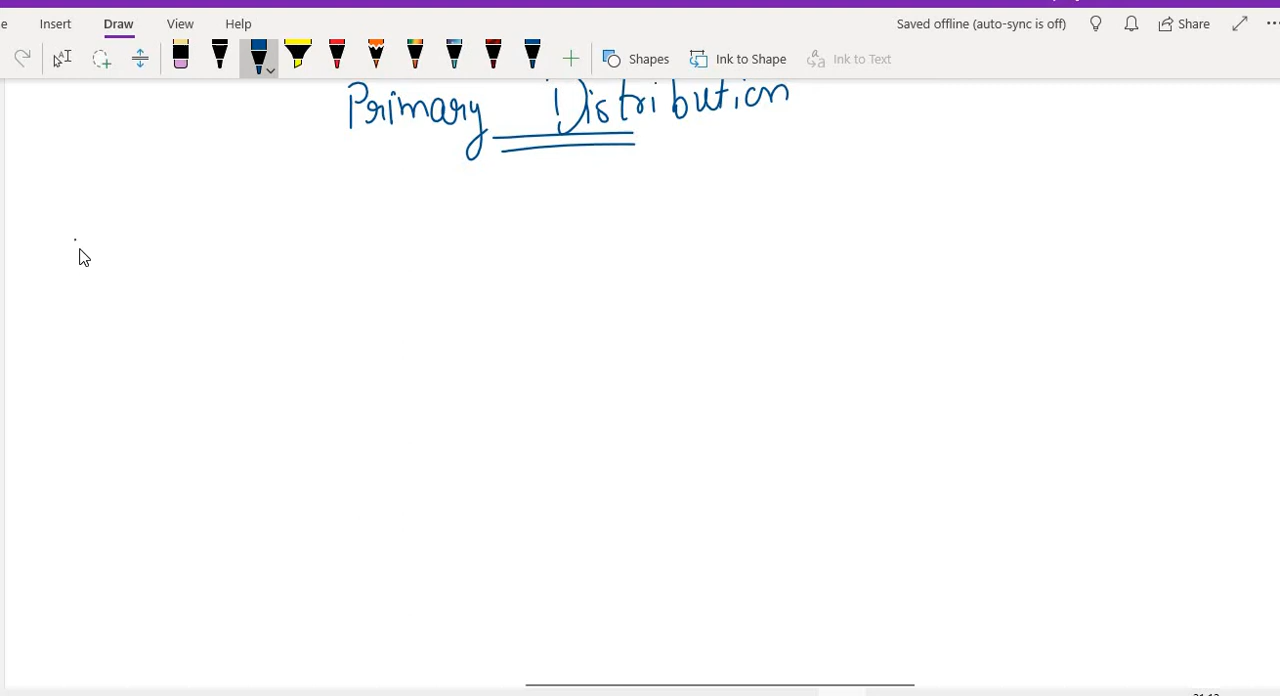 Insert Draw View Help Saved offline (auto-sync is off) Share
Shapes Ink to Shape Ink to Text
Primary Distribution